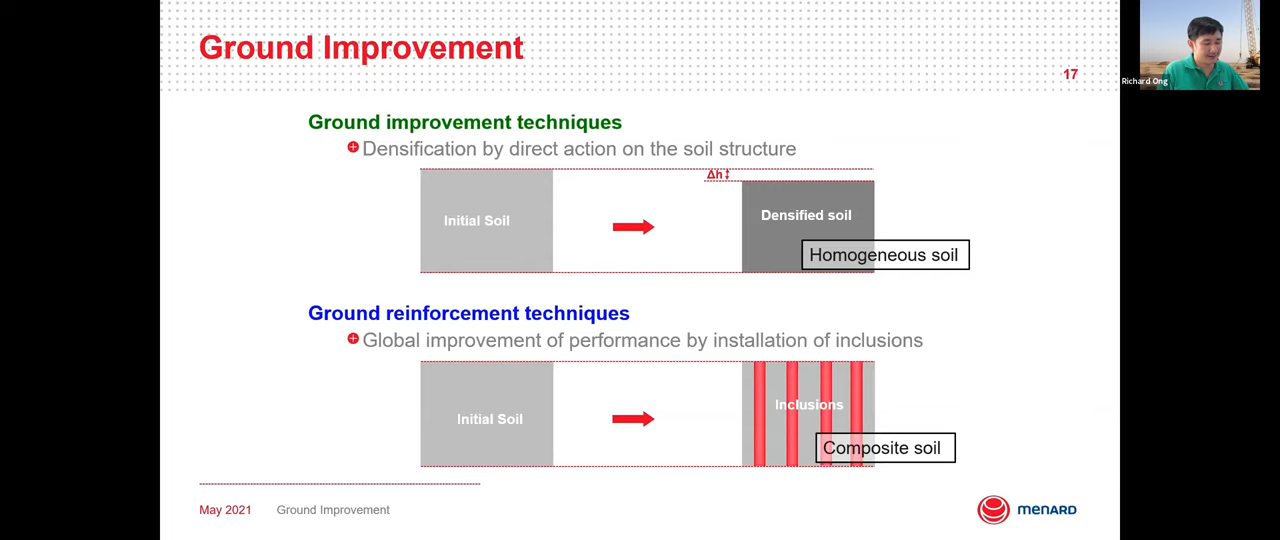 Ground Improvement
17
Richard Ong
Ground improvement techniques
Densification by direct action on the soil structure
Δh
Initial Soil
Densified soil
Homogeneous soil
Ground reinforcement techniques
Global improvement of performance by installation of inclusions
Initial Soil
Inclusions
Composite soil
May 2021 Ground Improvement
menARD